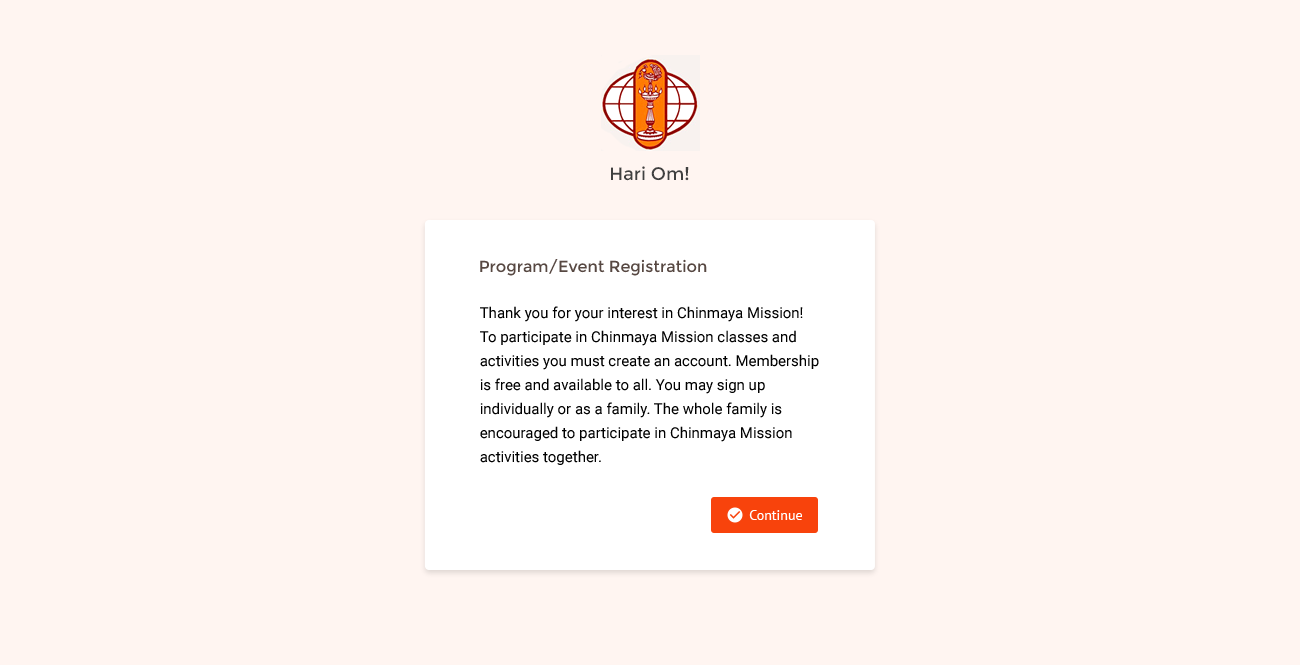 Hari Om!
Program/Event Registration
Thank you for your interest in Chinmaya Mission!
To participate in Chinmaya Mission classes and
activities you must create an account. Membership
is free and available to all. You may sign up
individually or as a family. The whole family is
encouraged to participate in Chinmaya Mission
activities together.
Continue